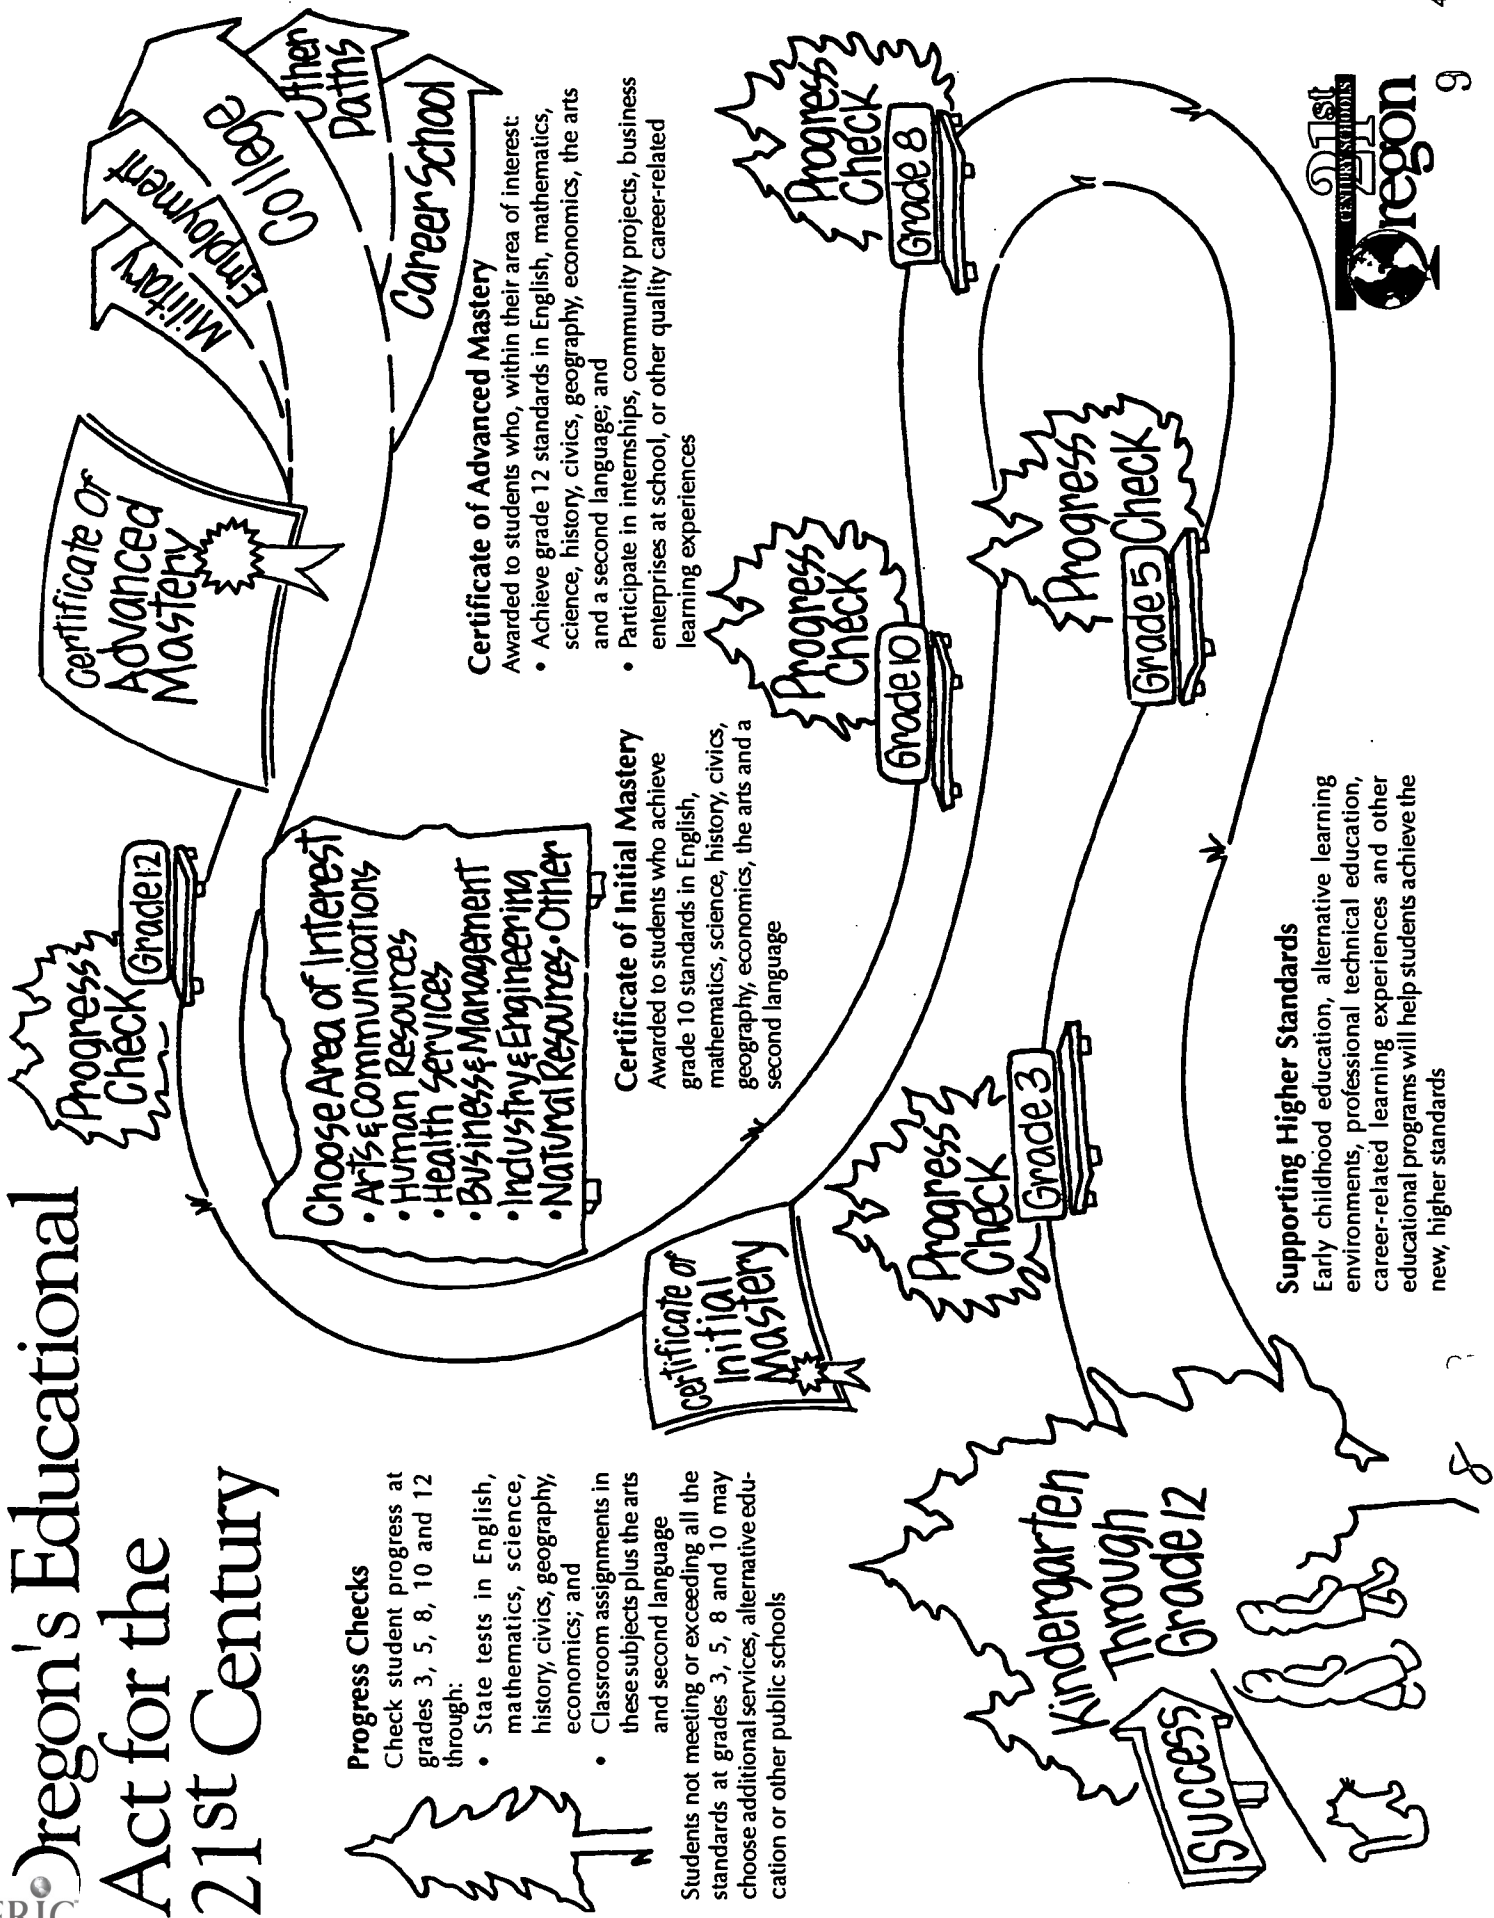 Oregon's Educational
Act for the
21st Century
Progress Checks
Check student progress at
grades 3, 5, 8, 10 and 12
through:
• State tests in English,
mathematics, science,
history, civics, geography,
economics; and
• Classroom assignments in
these subjects plus the arts
and second language
Students not meeting or exceeding all the
standards at grades 3, 5, 8 and 10 may
choose additional services, alternative edu-
cation or other public schools
SUCCESS
Kindergarten
Through
Grade 12
Progress
Check
Grade 3
Progress
Check
Grade 5
Progress
Check
Grade 8
Progress
Check
Grade 10
Certificate of
Initial
Mastery
Certificate of Initial Mastery
Awarded to students who achieve
grade 10 standards in English,
mathematics, science, history, civics,
geography, economics, the arts and a
second language
Choose Area of Interest
• Arts & Communications
• Human Resources
• Health Services
• Business & Management
• Industry & Engineering
• Natural Resources • Other
Progress
Check
Grade 12
Certificate of
Advanced
Mastery
Certificate of Advanced Mastery
Awarded to students who, within their area of interest:
• Achieve grade 12 standards in English, mathematics,
science, history, civics, geography, economics, the arts
and a second language; and
• Participate in internships, community projects, business
enterprises at school, or other quality career-related
learning experiences
Military
Employment
College
Other
Paths
Career School
Supporting Higher Standards
Early childhood education, alternative learning
environments, professional technical education,
career-related learning experiences and other
educational programs will help students achieve the
new, higher standards
21st
CENTURY SCHOOLS
Oregon
8
9
ERIC